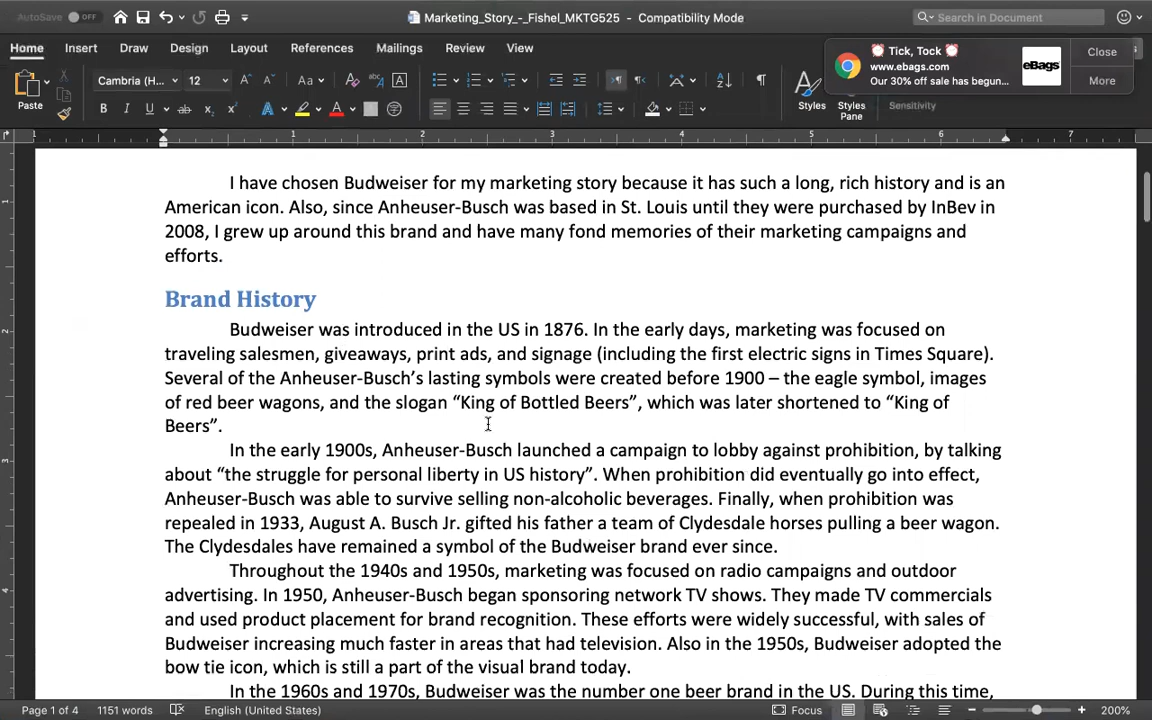 AutoSave OFF
Marketing_Story_-_Fishel_MKTG525 - Compatibility Mode
Search in Document
Home Insert Draw Design Layout References Mailings Review View
Tick, Tock
www.ebags.com
Our 30% off sale has begun...
eBags
Close
More
Paste
Cambria (H... 12
Styles
Styles Pane
Sensitivity
1 1 2 3 4 5 6 7
I have chosen Budweiser for my marketing story because it has such a long, rich history and is an
American icon. Also, since Anheuser-Busch was based in St. Louis until they were purchased by InBev in
2008, I grew up around this brand and have many fond memories of their marketing campaigns and
efforts.
Brand History
Budweiser was introduced in the US in 1876. In the early days, marketing was focused on
traveling salesmen, giveaways, print ads, and signage (including the first electric signs in Times Square).
Several of the Anheuser-Busch’s lasting symbols were created before 1900 – the eagle symbol, images
of red beer wagons, and the slogan “King of Bottled Beers”, which was later shortened to “King of
Beers”.
In the early 1900s, Anheuser-Busch launched a campaign to lobby against prohibition, by talking
about “the struggle for personal liberty in US history”. When prohibition did eventually go into effect,
Anheuser-Busch was able to survive selling non-alcoholic beverages. Finally, when prohibition was
repealed in 1933, August A. Busch Jr. gifted his father a team of Clydesdale horses pulling a beer wagon.
The Clydesdales have remained a symbol of the Budweiser brand ever since.
Throughout the 1940s and 1950s, marketing was focused on radio campaigns and outdoor
advertising. In 1950, Anheuser-Busch began sponsoring network TV shows. They made TV commercials
and used product placement for brand recognition. These efforts were widely successful, with sales of
Budweiser increasing much faster in areas that had television. Also in the 1950s, Budweiser adopted the
bow tie icon, which is still a part of the visual brand today.
In the 1960s and 1970s, Budweiser was the number one beer brand in the US. During this time,
Page 1 of 4 1151 words English (United States) Focus 200%